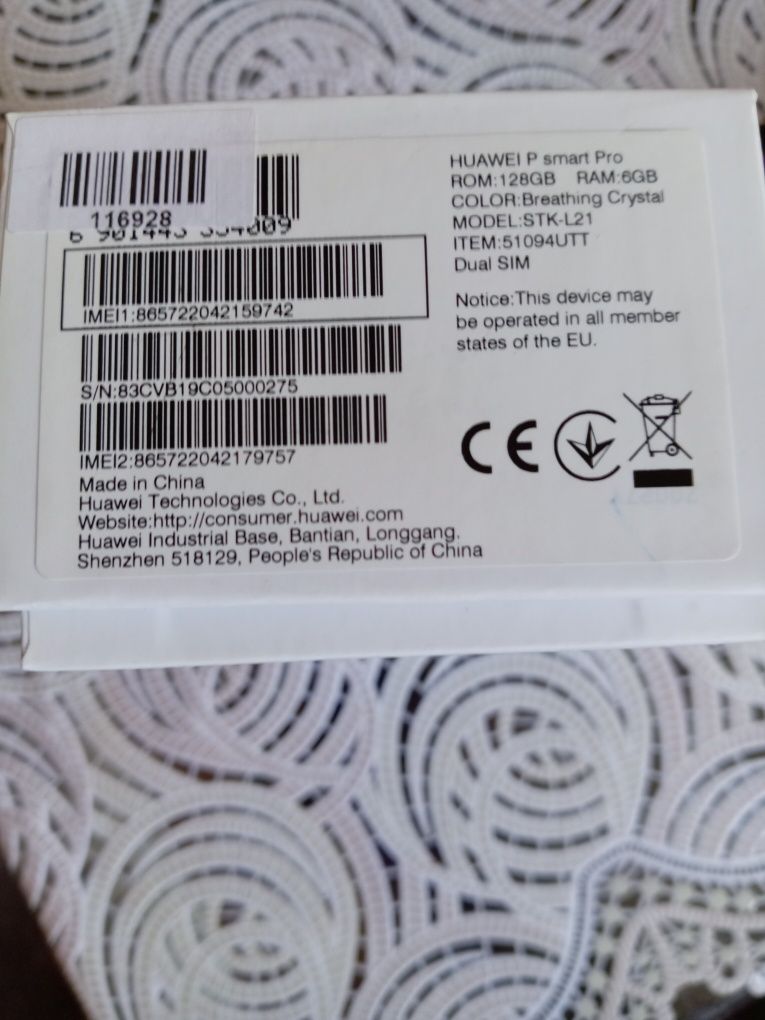 116928
6 901443 334009
IMEI1:865722042159742
S/N:83CVB19C05000275
IMEI2:865722042179757
Made in China
Huawei Technologies Co., Ltd.
Website:http://consumer.huawei.com
Huawei Industrial Base, Bantian, Longgang,
Shenzhen 518129, People's Republic of China
HUAWEI P smart Pro
ROM:128GB RAM:6GB
COLOR:Breathing Crystal
MODEL:STK-L21
ITEM:51094UTT
Dual SIM
Notice:This device may
be operated in all member
states of the EU.
CE